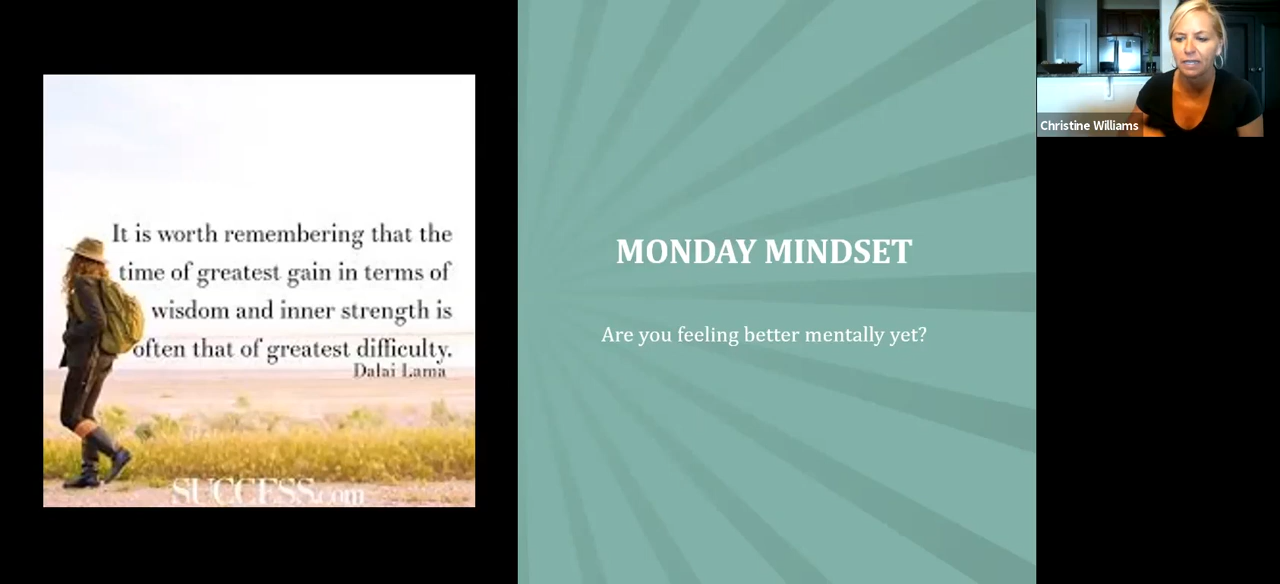 It is worth remembering that the
time of greatest gain in terms of
wisdom and inner strength is
often that of greatest difficulty.
Dalai Lama
SUCCESS.com
MONDAY MINDSET
Are you feeling better mentally yet?
Christine Williams